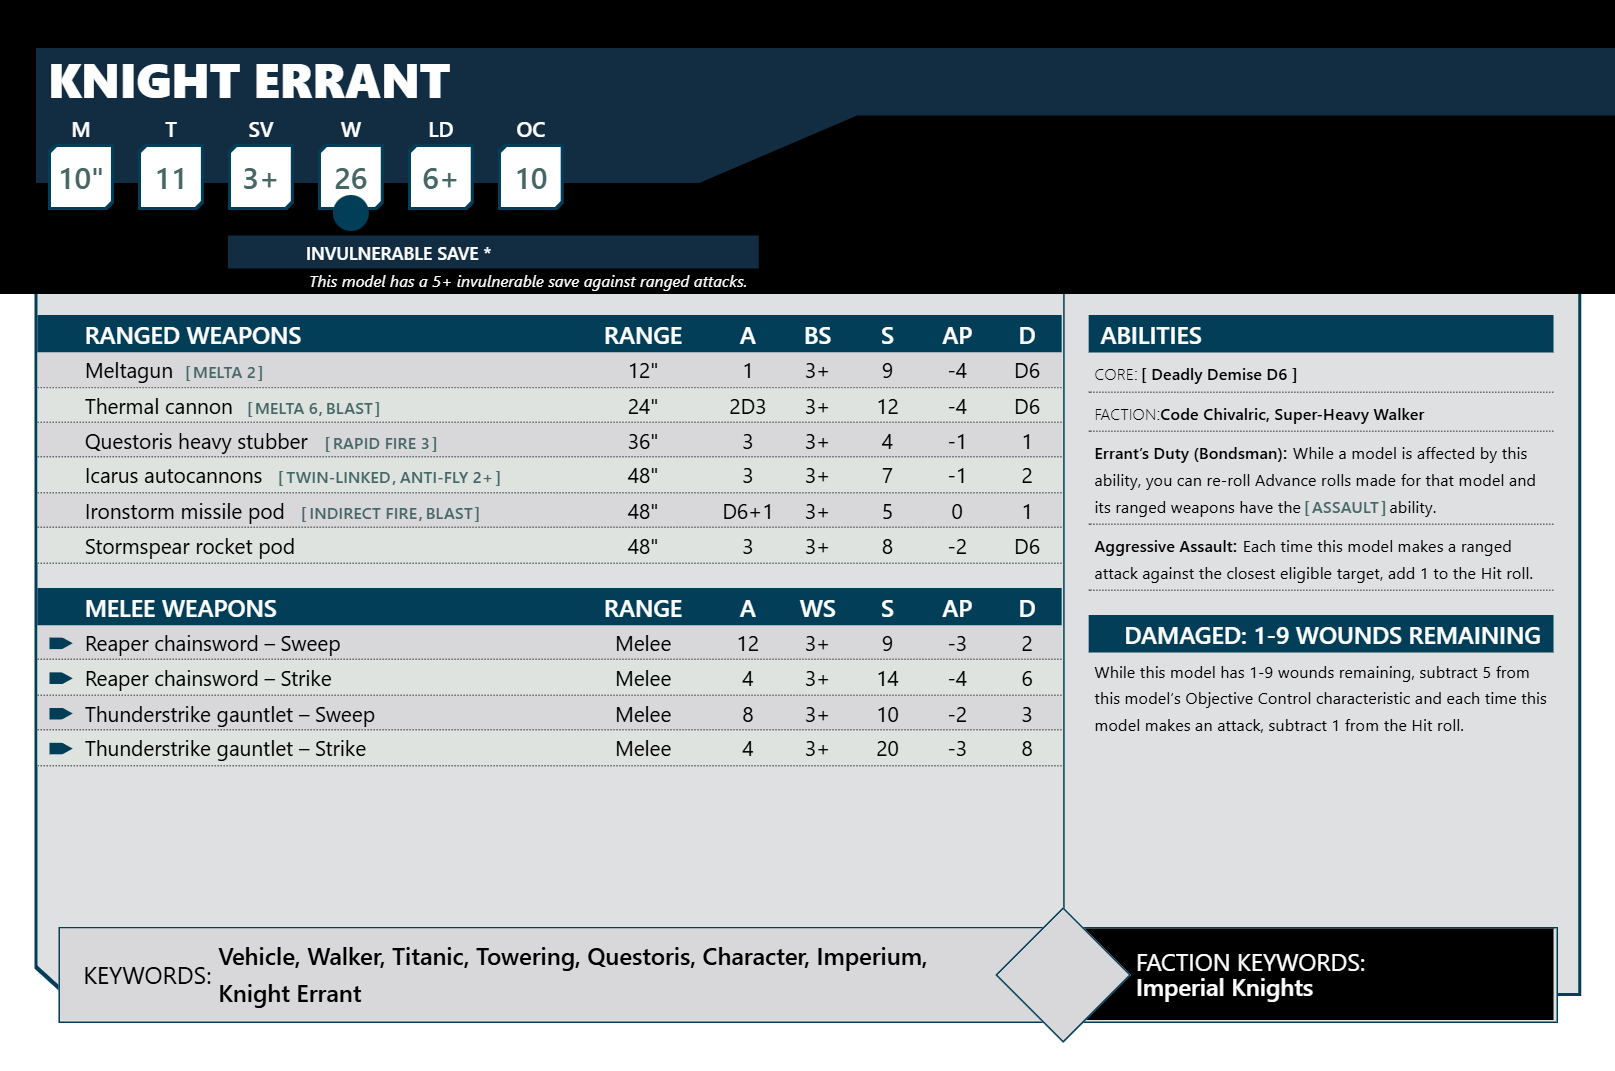 KNIGHT ERRANT
M T SV W LD OC
10" 11 3+ 26 6+ 10
INVULNERABLE SAVE *
This model has a 5+ invulnerable save against ranged attacks.
RANGED WEAPONS RANGE A BS S AP D
Meltagun [MELTA 2] 12" 1 3+ 9 -4 D6
Thermal cannon [MELTA 6, BLAST] 24" 2D3 3+ 12 -4 D6
Questoris heavy stubber [RAPID FIRE 3] 36" 3 3+ 4 -1 1
Icarus autocannons [TWIN-LINKED, ANTI-FLY 2+] 48" 3 3+ 7 -1 2
Ironstorm missile pod [INDIRECT FIRE, BLAST] 48" D6+1 3+ 5 0 1
Stormspear rocket pod 48" 3 3+ 8 -2 D6
MELEE WEAPONS RANGE A WS S AP D
Reaper chainsword – Sweep Melee 12 3+ 9 -3 2
Reaper chainsword – Strike Melee 4 3+ 14 -4 6
Thunderstrike gauntlet – Sweep Melee 8 3+ 10 -2 3
Thunderstrike gauntlet – Strike Melee 4 3+ 20 -3 8
ABILITIES
CORE: [ Deadly Demise D6 ]
FACTION:Code Chivalric, Super-Heavy Walker
Errant's Duty (Bondsman): While a model is affected by this
ability, you can re-roll Advance rolls made for that model and
its ranged weapons have the [ASSAULT] ability.
Aggressive Assault: Each time this model makes a ranged
attack against the closest eligible target, add 1 to the Hit roll.
DAMAGED: 1-9 WOUNDS REMAINING
While this model has 1-9 wounds remaining, subtract 5 from
this model's Objective Control characteristic and each time this
model makes an attack, subtract 1 from the Hit roll.
KEYWORDS: Vehicle, Walker, Titanic, Towering, Questoris, Character, Imperium,
Knight Errant
FACTION KEYWORDS:
Imperial Knights